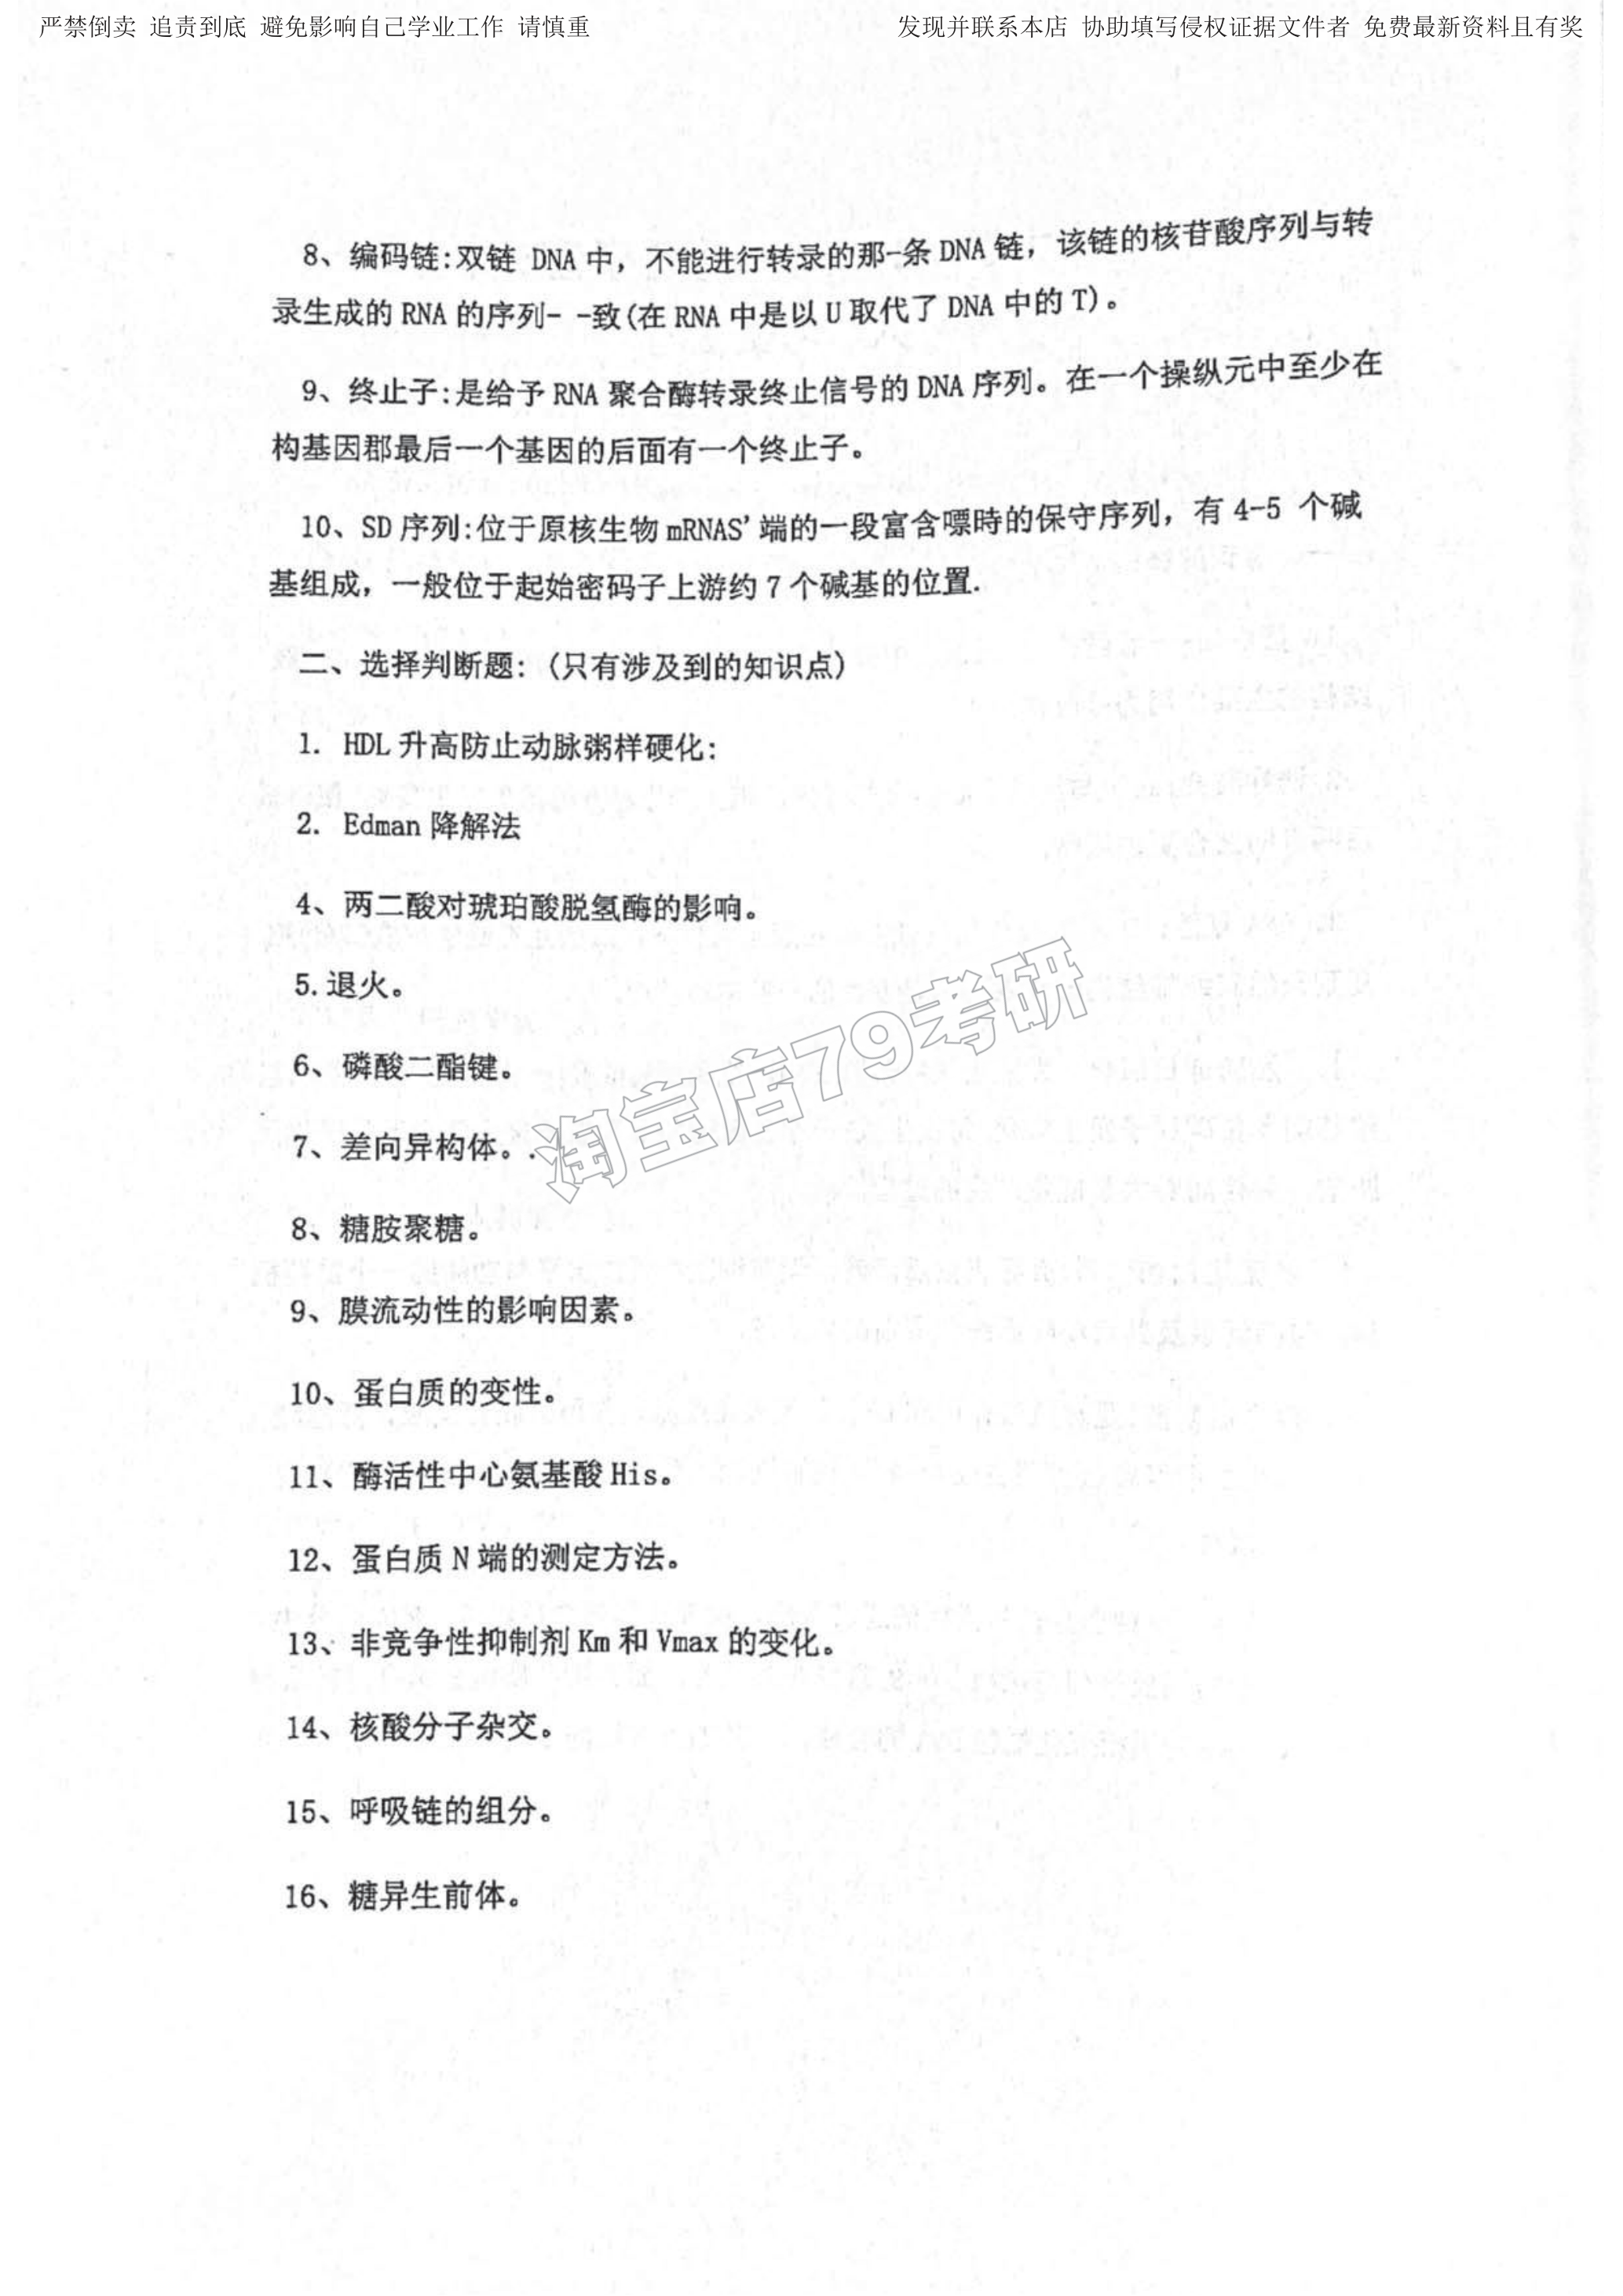 严禁倒卖 追责到底 避免影响自己学业工作 请慎重
发现并联系本店 协助填写侵权证据文件者 免费最新资料且有奖
8、编码链:双链 DNA 中，不能进行转录的那-条 DNA 链，该链的核苷酸序列与转
录生成的 RNA 的序列- -致(在 RNA 中是以 U 取代了 DNA 中的 T)。
9、终止子:是给予 RNA 聚合酶转录终止信号的 DNA 序列。在一个操纵元中至少在
构基因郡最后一个基因的后面有一个终止子。
10、SD 序列:位于原核生物 mRNAS' 端的一段富含嘌時的保守序列，有 4-5 个碱
基组成，一般位于起始密码子上游约 7 个碱基的位置.
二、选择判断题:（只有涉及到的知识点）
1. HDL 升高防止动脉粥样硬化:
2. Edman 降解法
4、两二酸对琥珀酸脱氢酶的影响。
5.退火。
6、磷酸二酯键。
7、差向异构体。.
8、糖胺聚糖。
9、膜流动性的影响因素。
10、蛋白质的变性。
11、酶活性中心氨基酸 His。
12、蛋白质 N 端的测定方法。
13、非竞争性抑制剂 Km 和 Vmax 的变化。
14、核酸分子杂交。
15、呼吸链的组分。
16、糖异生前体。
淘宝店79考研